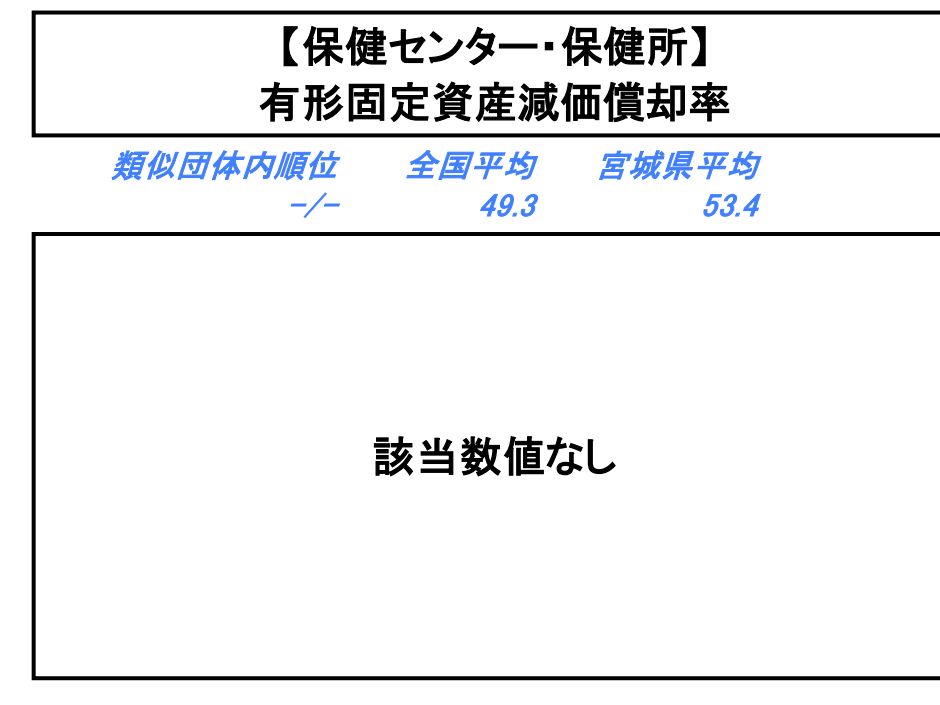 【保健センター・保健所】
有形固定資産減価償却率
類似団体内順位 全国平均 宮城県平均
-/- 49.3 53.4
該当数値なし